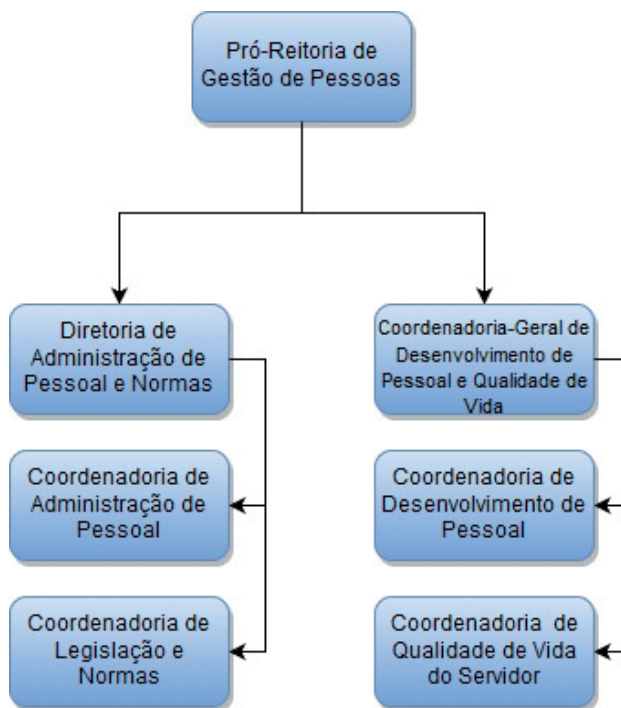 Pró-Reitoria de
Gestão de Pessoas
Diretoria de
Administração de
Pessoal e Normas
Coordenadoria-Geral de
Desenvolvimento de
Pessoal e Qualidade de
Vida
Coordenadoria de
Administração de
Pessoal
Coordenadoria de
Desenvolvimento de
Pessoal
Coordenadoria de
Legislação e
Normas
Coordenadoria de
Qualidade de Vida
do Servidor